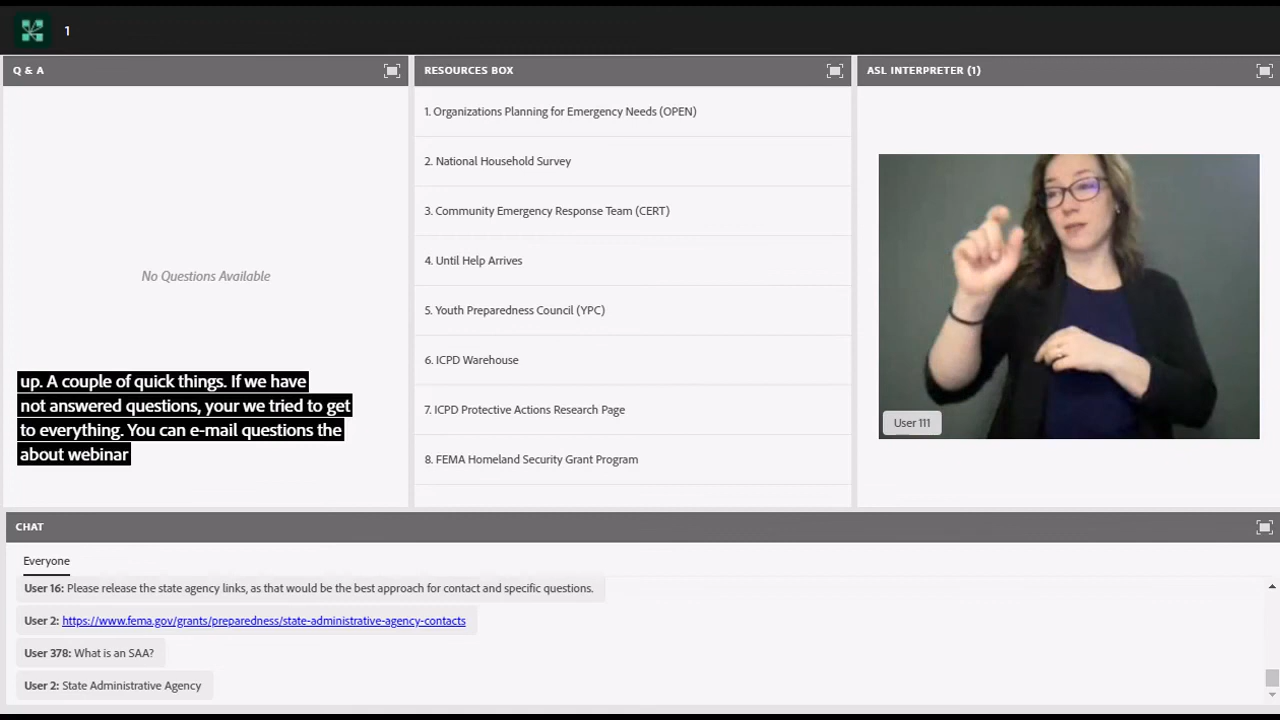 1
Q & A
No Questions Available
up. A couple of quick things. If we have
not answered questions, your we tried to get
to everything. You can e-mail questions the
about webinar
RESOURCES BOX
1. Organizations Planning for Emergency Needs (OPEN)
2. National Household Survey
3. Community Emergency Response Team (CERT)
4. Until Help Arrives
5. Youth Preparedness Council (YPC)
6. ICPD Warehouse
7. ICPD Protective Actions Research Page
8. FEMA Homeland Security Grant Program
ASL INTERPRETER (1)
User 111
CHAT
Everyone
User 16: Please release the state agency links, as that would be the best approach for contact and specific questions.
User 2: https://www.fema.gov/grants/preparedness/state-administrative-agency-contacts
User 378: What is an SAA?
User 2: State Administrative Agency